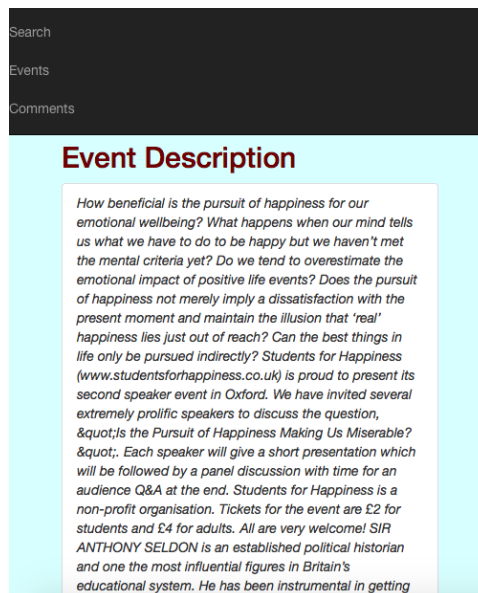 Search
Events
Comments
Event Description
How beneficial is the pursuit of happiness for our
emotional wellbeing? What happens when our mind tells
us what we have to do to be happy but we haven’t met
the mental criteria yet? Do we tend to overestimate the
emotional impact of positive life events? Does the pursuit
of happiness not merely imply a dissatisfaction with the
present moment and maintain the illusion that ‘real’
happiness lies just out of reach? Can the best things in
life only be pursued indirectly? Students for Happiness
(www.studentsforhappiness.co.uk) is proud to present its
second speaker event in Oxford. We have invited several
extremely prolific speakers to discuss the question,
&quot;Is the Pursuit of Happiness Making Us Miserable?
&quot;. Each speaker will give a short presentation which
will be followed by a panel discussion with time for an
audience Q&A at the end. Students for Happiness is a
non-profit organisation. Tickets for the event are £2 for
students and £4 for adults. All are very welcome! SIR
ANTHONY SELDON is an established political historian
and one the most influential figures in Britain’s
educational system. He has been instrumental in getting